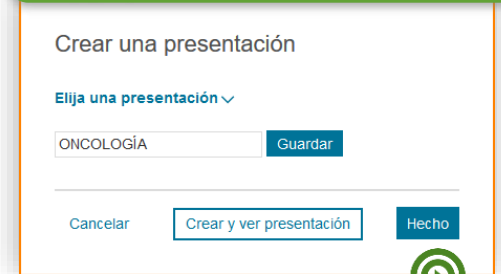 Crear una presentación
Elija una presentación
ONCOLOGÍA Guardar
Cancelar Crear y ver presentación Hecho